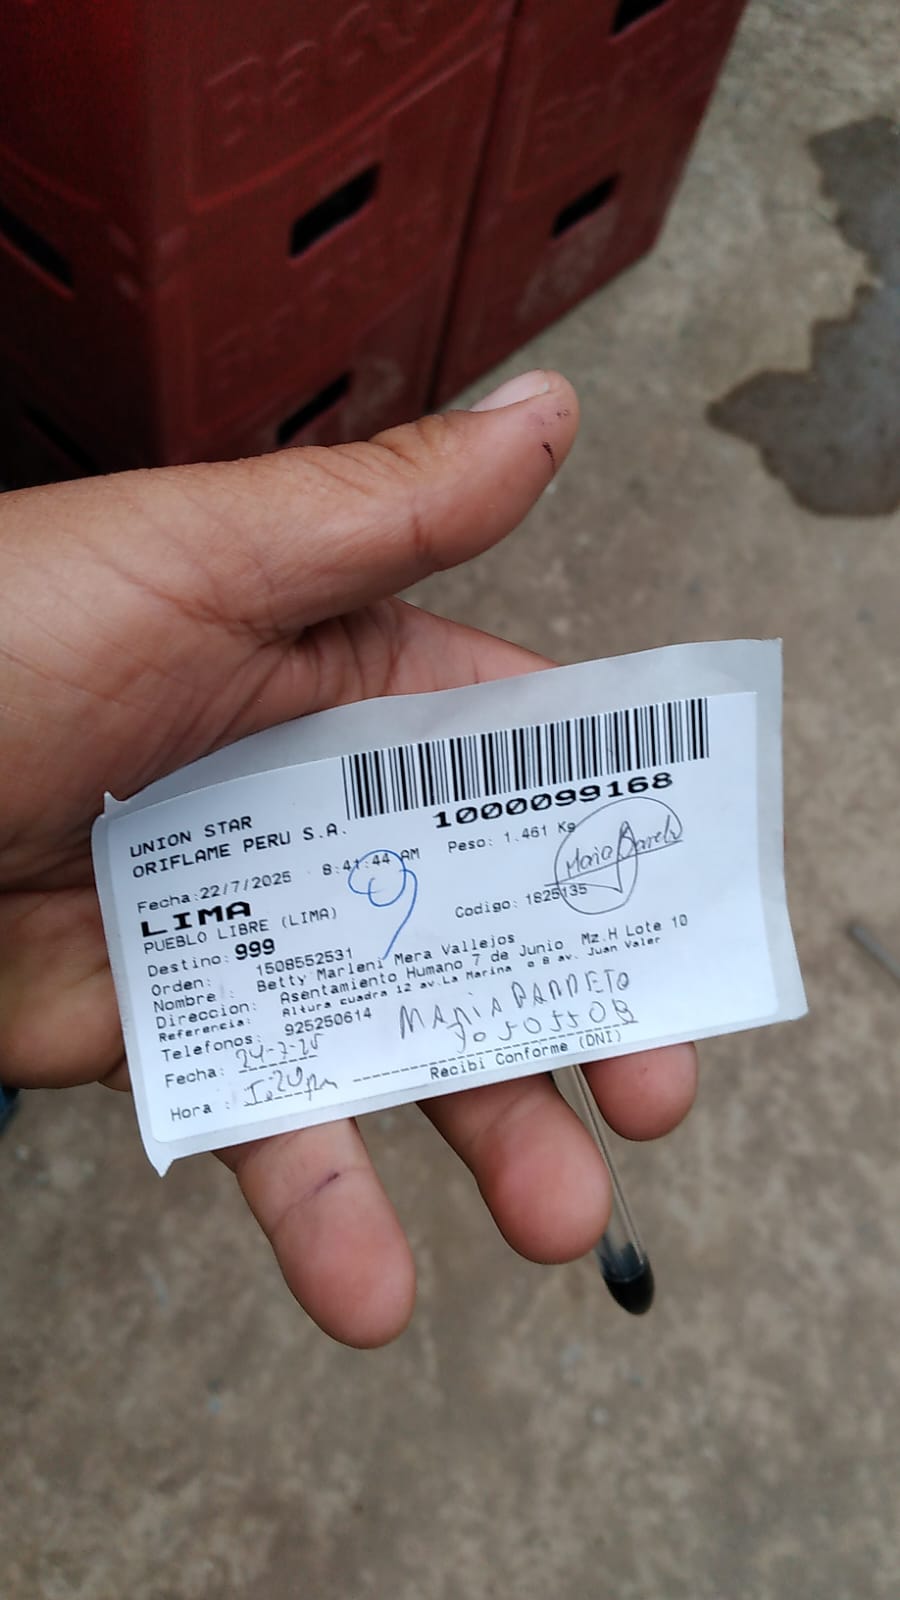 UNION STAR
ORIFLAME PERU S.A.
1000099168
Fecha:22/7/2025 8:41:44 AM Peso: 1.461 Kg
LIMA
PUEBLO LIBRE (LIMA) Codigo: 1825135
Maria Barreto
9
Destino: 999
Orden: 1508552531
Nombre : Betty Marleni Mera Vallejos
Direccion: Asentamiento Humano 7 de Junio Mz.H Lote 10
Referencia: Altura cuadra 12 av.La Marina o 8 av. Juan Valer
Telefonos: 925250614
MARIA BARRETO
Fecha: 24-7-25
Recibi Conforme (DNI)
Hora :